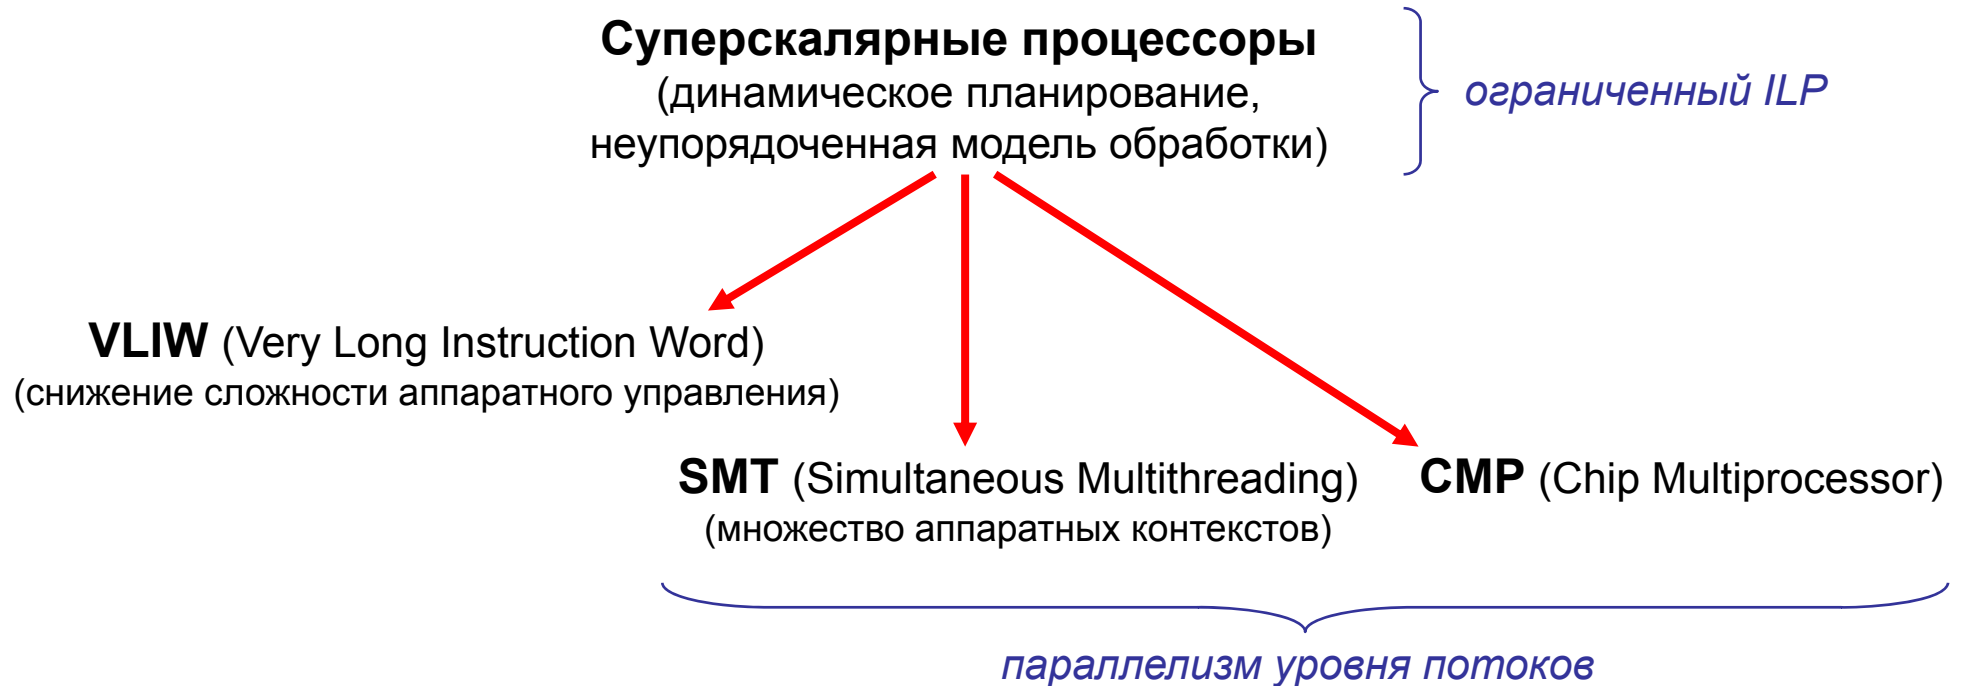 Суперскалярные процессоры
(динамическое планирование,
неупорядоченная модель обработки)
ограниченный ILP
VLIW (Very Long Instruction Word)
(снижение сложности аппаратного управления)
SMT (Simultaneous Multithreading)
(множество аппаратных контекстов)
CMP (Chip Multiprocessor)
параллелизм уровня потоков